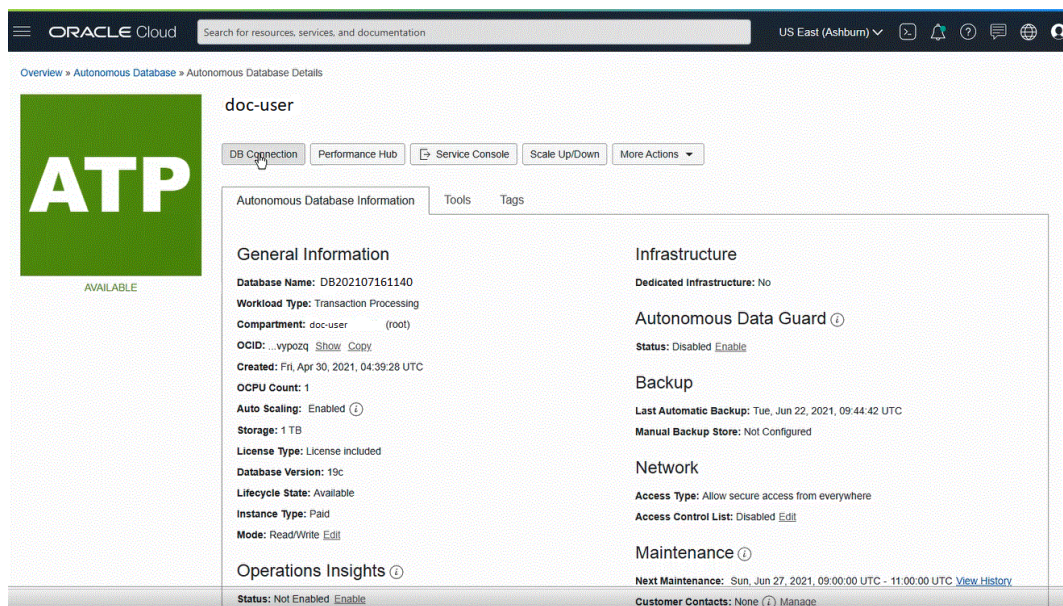 ORACLE Cloud
Search for resources, services, and documentation
US East (Ashburn)
Overview » Autonomous Database » Autonomous Database Details
ATP
AVAILABLE
doc-user
DB Connection
Performance Hub
Service Console
Scale Up/Down
More Actions
Autonomous Database Information
Tools
Tags
General Information
Database Name: DB202107161140
Workload Type: Transaction Processing
Compartment: doc-user (root)
OCID: ...vypozq Show Copy
Created: Fri, Apr 30, 2021, 04:39:28 UTC
OCPU Count: 1
Auto Scaling: Enabled i
Storage: 1 TB
License Type: License included
Database Version: 19c
Lifecycle State: Available
Instance Type: Paid
Mode: Read/Write Edit
Operations Insights i
Status: Not Enabled Enable
Infrastructure
Dedicated Infrastructure: No
Autonomous Data Guard i
Status: Disabled Enable
Backup
Last Automatic Backup: Tue, Jun 22, 2021, 09:44:42 UTC
Manual Backup Store: Not Configured
Network
Access Type: Allow secure access from everywhere
Access Control List: Disabled Edit
Maintenance i
Next Maintenance: Sun, Jun 27, 2021, 09:00:00 UTC - 11:00:00 UTC View History
Customer Contacts: None i Manage